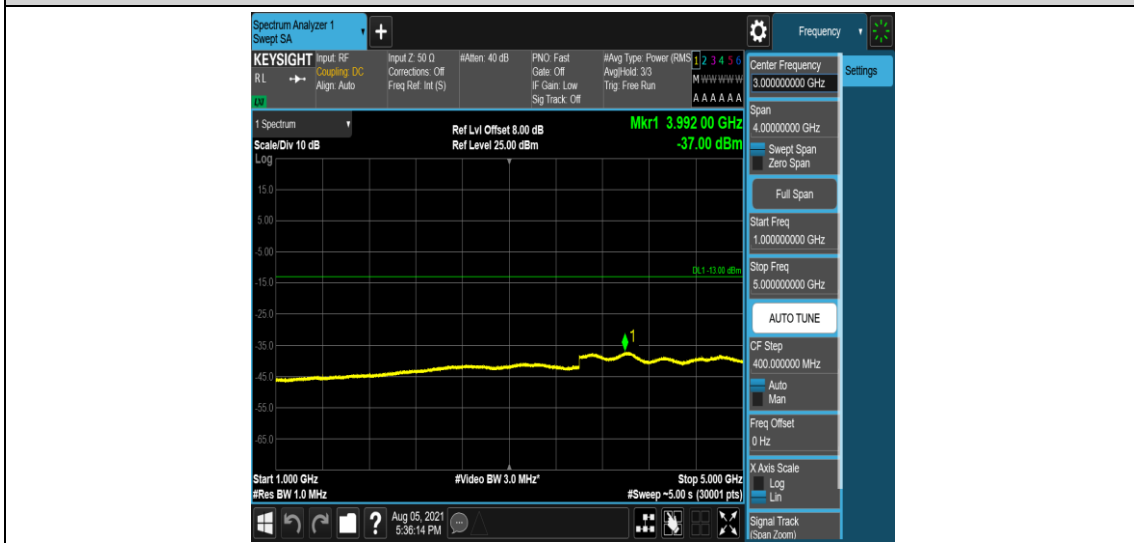 Spectrum Analyzer 1
Swept SA
Frequency
KEYSIGHT
RL
LXI
Input: RF
Coupling: DC
Align: Auto
Input Z: 50 Ω
Corrections: Off
Freq Ref: Int (S)
#Atten: 40 dB
PNO: Fast
Gate: Off
IF Gain: Low
Sig Track: Off
#Avg Type: Power (RMS
Avg|Hold: 3/3
Trig: Free Run
1 2 3 4 5 6
M W W W W W
A A A A A A
1 Spectrum
Scale/Div 10 dB
Ref Lvl Offset 8.00 dB
Ref Level 25.00 dBm
Mkr1 3.992 00 GHz
-37.00 dBm
Log
15.0
5.00
-5.00
-15.0
-25.0
-35.0
-45.0
-55.0
-65.0
DL1 -13.00 dBm
1
Start 1.000 GHz
#Res BW 1.0 MHz
#Video BW 3.0 MHz*
Stop 5.000 GHz
#Sweep ~5.00 s (30001 pts)
?
Aug 05, 2021
5:36:14 PM
Center Frequency
3.000000000 GHz
Settings
Span
4.00000000 GHz
Swept Span
Zero Span
Full Span
Start Freq
1.000000000 GHz
Stop Freq
5.000000000 GHz
AUTO TUNE
CF Step
400.000000 MHz
Auto
Man
Freq Offset
0 Hz
X Axis Scale
Log
Lin
Signal Track
(Span Zoom)